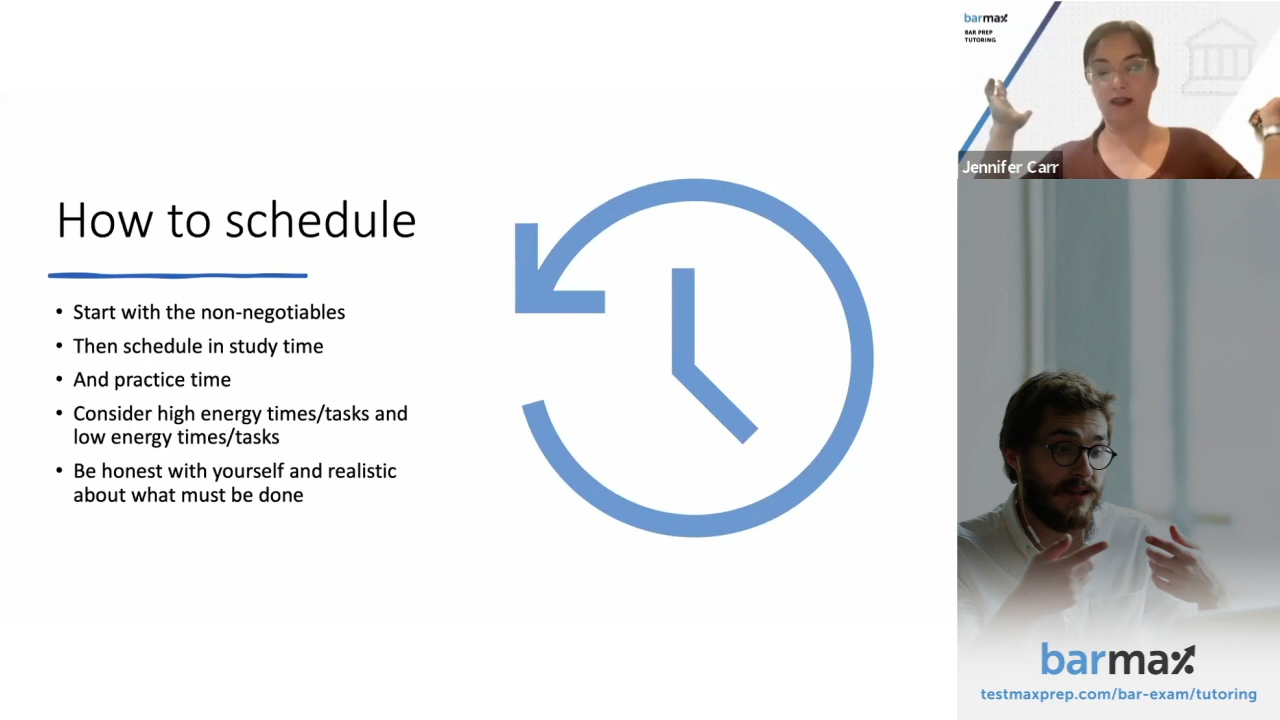 How to schedule
• Start with the non-negotiables
• Then schedule in study time
• And practice time
• Consider high energy times/tasks and
low energy times/tasks
• Be honest with yourself and realistic
about what must be done
barmax
BAR PREP
TUTORING
Jennifer Carr
barmax
testmaxprep.com/bar-exam/tutoring